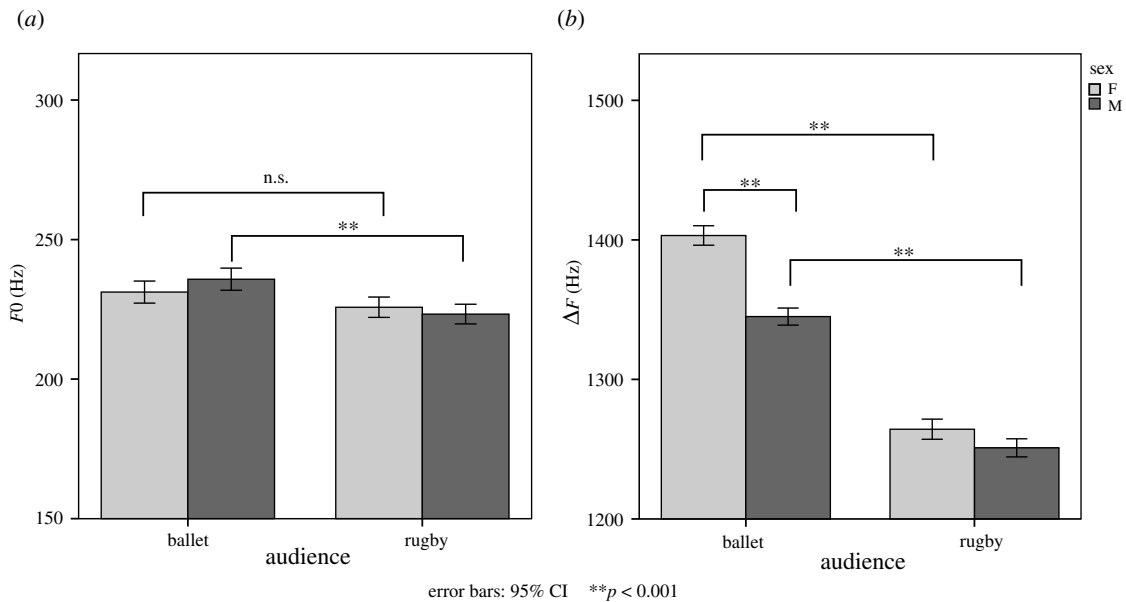 (a)
300
250
200
150
F0 (Hz)
n.s.
**
ballet
rugby
audience
(b)
1500
1400
1300
1200
ΔF (Hz)
**
**
**
ballet
rugby
audience
sex
F
M
error bars: 95% CI **p < 0.001